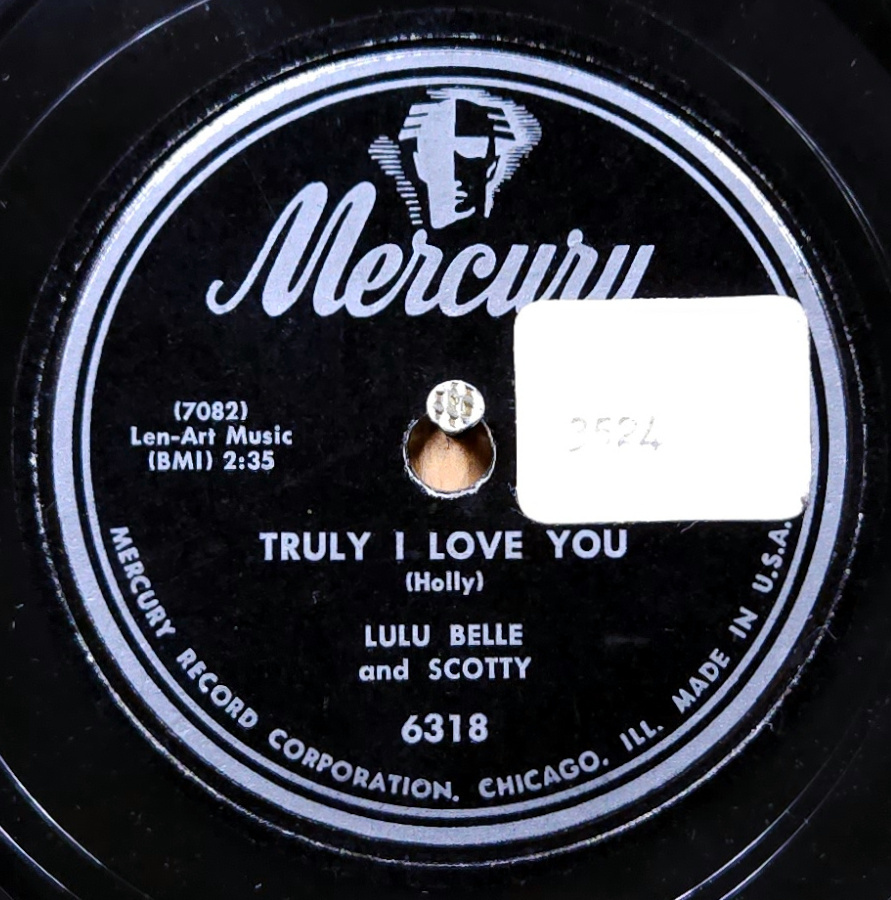 Mercury
(7082)
Len-Art Music
(BMI) 2:35
3524
TRULY I LOVE YOU
(Holly)
LULU BELLE
and SCOTTY
6318
MERCURY RECORD CORPORATION. CHICAGO. ILL. MADE IN U.S.A.